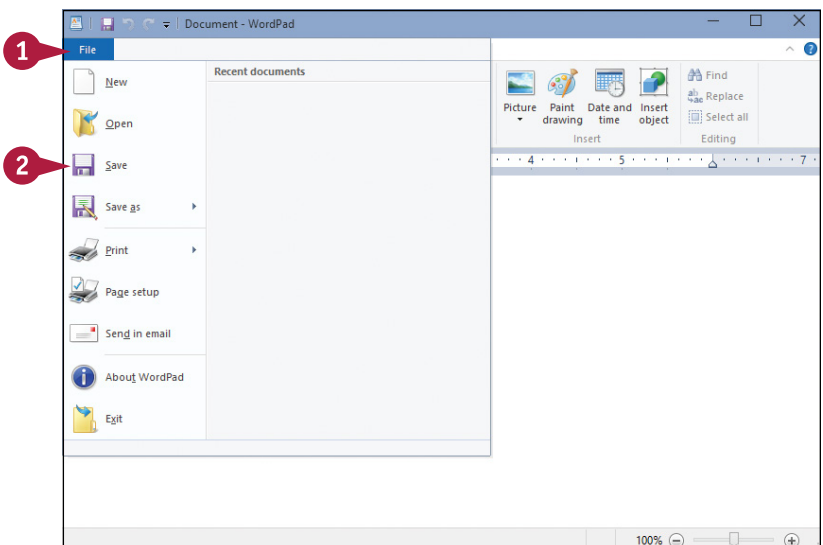 Document - WordPad
1
File
New
Open
2
Save
Save as
Print
Page setup
Send in email
About WordPad
Exit
Recent documents
Picture
Paint drawing
Date and time
Insert object
Insert
Find
Replace
Select all
Editing
4 5 7
100%